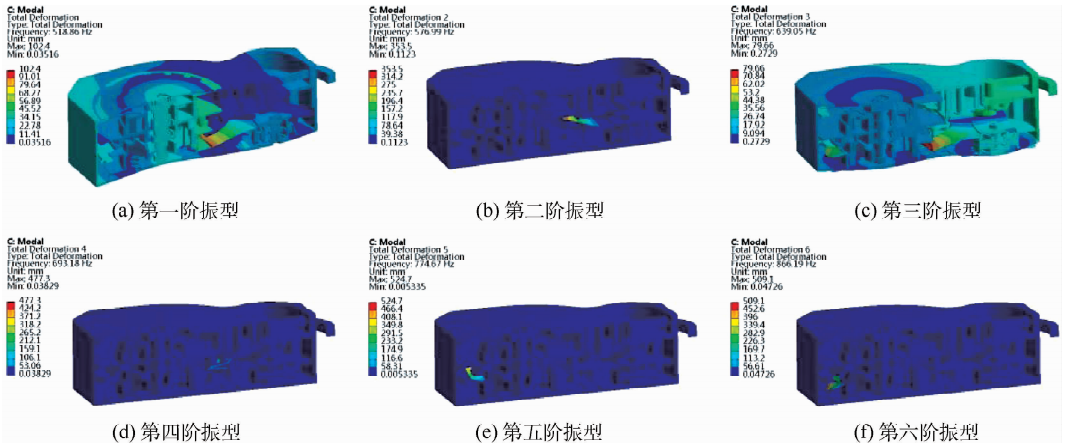 C: Modal
Total Deformation
Type: Total Deformation
Frequency: 518.86 Hz
Unit: mm
Max: 102.4
Min: 0.03516
102.4
91.01
79.64
68.27
56.89
45.52
34.15
22.78
11.41
0.03516
(a) 第一阶振型
C: Modal
Total Deformation 2
Type: Total Deformation
Frequency: 576.99 Hz
Unit: mm
Max: 353.5
Min: 0.1123
353.5
314.2
275
235.7
196.4
157.2
117.9
78.64
39.38
0.1123
(b) 第二阶振型
C: Modal
Total Deformation 3
Type: Total Deformation
Frequency: 639.05 Hz
Unit: mm
Max: 79.66
Min: 0.2729
79.66
70.84
62.02
53.2
44.38
35.56
26.74
17.92
9.094
0.2729
(c) 第三阶振型
C: Modal
Total Deformation 4
Type: Total Deformation
Frequency: 693.18 Hz
Unit: mm
Max: 477.3
Min: 0.03829
477.3
424.2
371.2
318.2
265.2
212.1
159.1
106.1
53.06
0.03829
(d) 第四阶振型
C: Modal
Total Deformation 5
Type: Total Deformation
Frequency: 774.67 Hz
Unit: mm
Max: 524.7
Min: 0.005335
524.7
466.4
408.1
349.8
291.5
233.2
174.9
116.6
58.31
0.005335
(e) 第五阶振型
C: Modal
Total Deformation 6
Type: Total Deformation
Frequency: 866.19 Hz
Unit: mm
Max: 509.1
Min: 0.04726
509.1
452.6
396
339.4
282.9
226.3
169.7
113.2
56.61
0.04726
(f) 第六阶振型